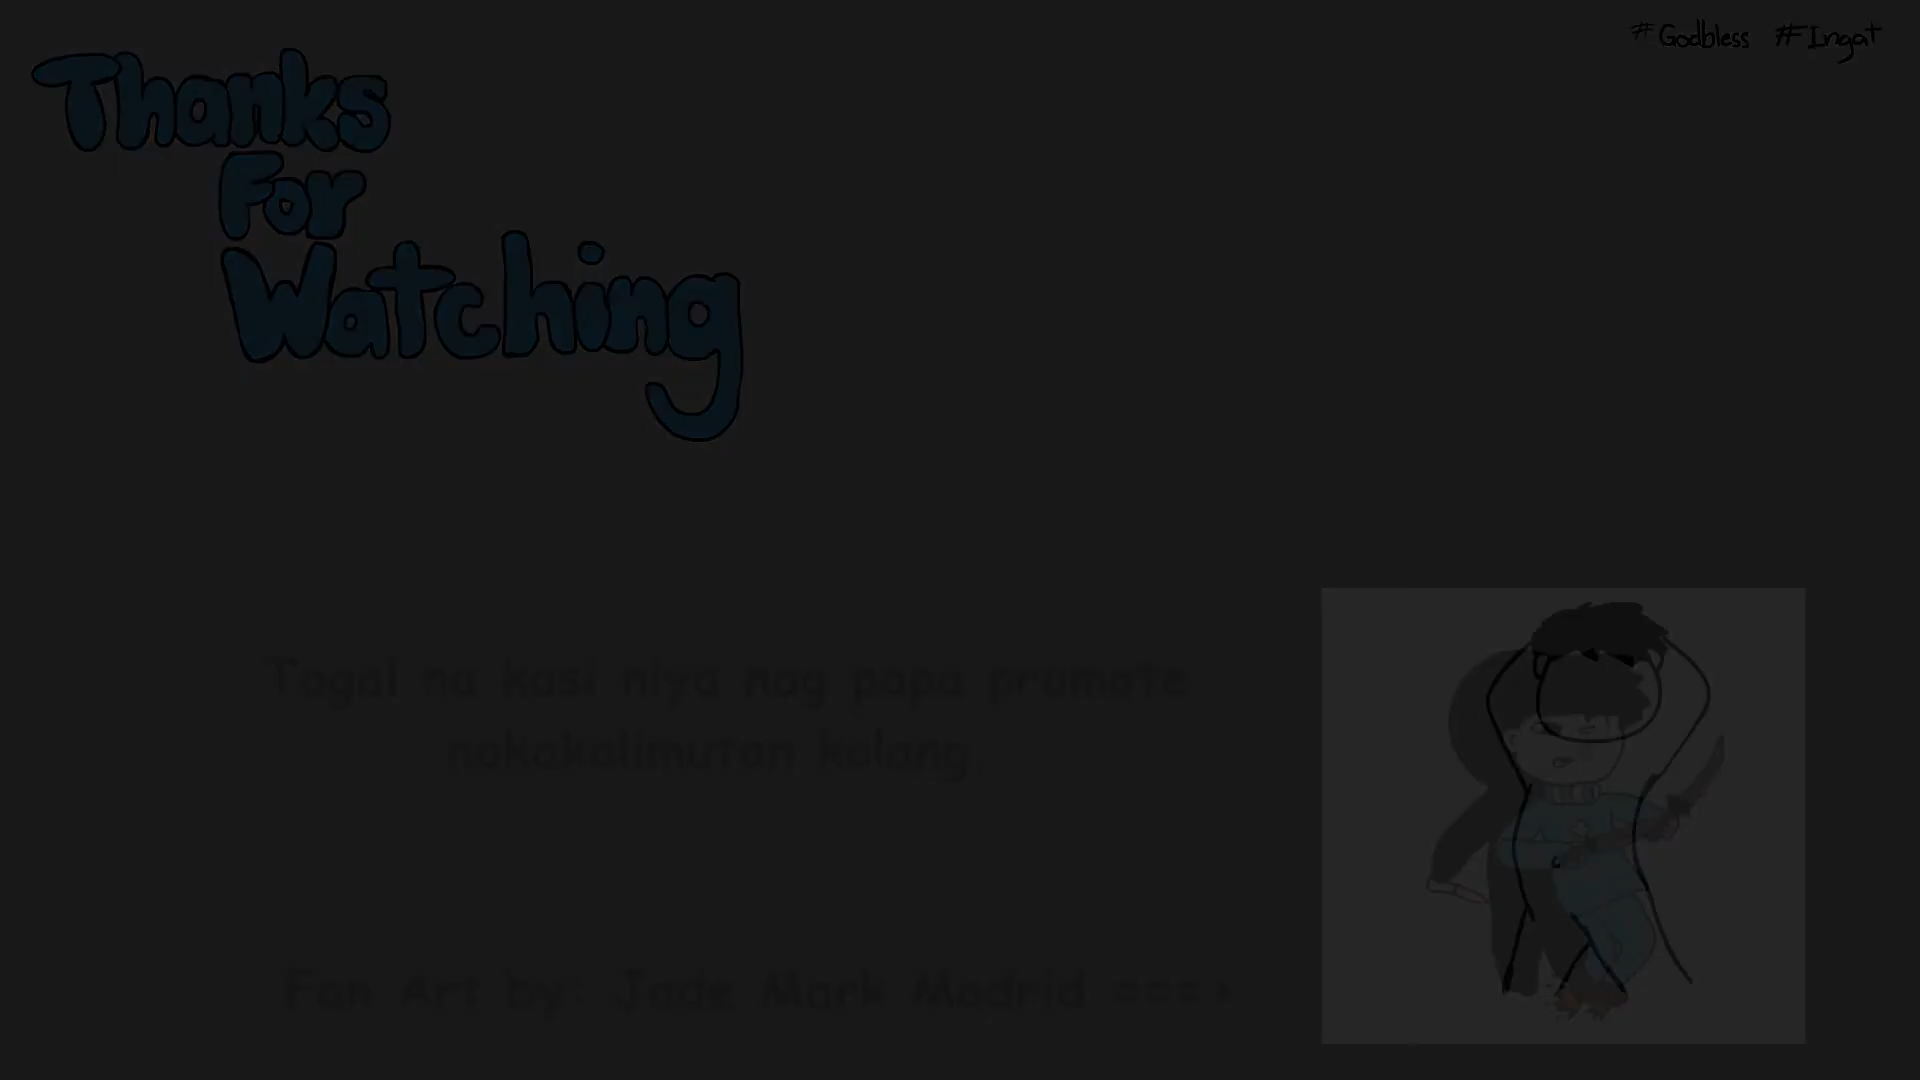 #Godbless #Ingat
Thanks
For
Watching
Tagal na kasi niya nag papa promote
nakakalimutan kolang.
Fan Art by: Jade Mark Madrid ===>